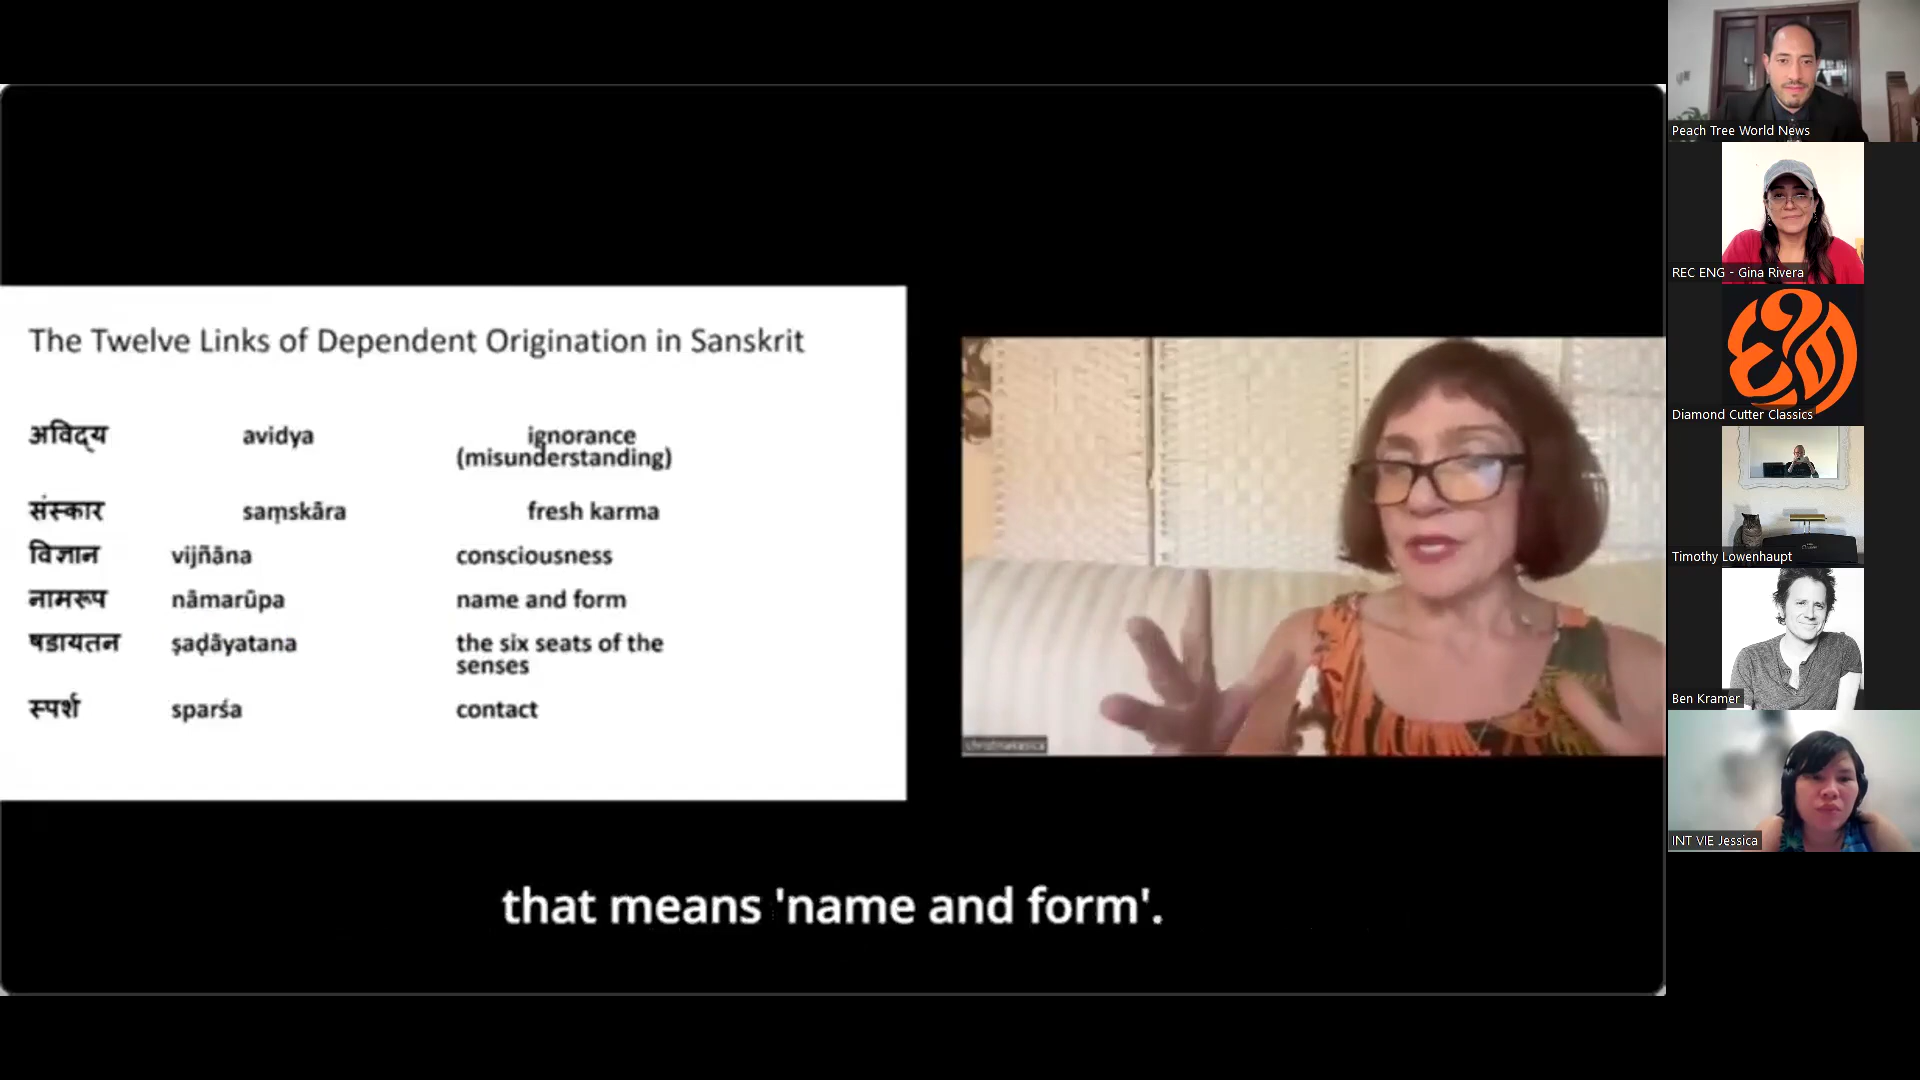 The Twelve Links of Dependent Origination in Sanskrit
अविद्य avidya ignorance
(misunderstanding)
संस्कार saṃskāra fresh karma
विज्ञान vijñāna consciousness
नामरूप nāmarūpa name and form
षडायतन ṣaḍāyatana the six seats of the
senses
स्पर्श sparśa contact
that means 'name and form'.
Peach Tree World News
REC ENG - Gina Rivera
Diamond Cutter Classics
Timothy Lowenhaupt
Ben Kramer
INT VIE Jessica